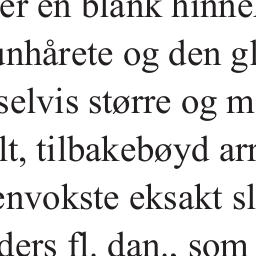 er en blank hinne
unhårete og den gl
selvis større og m
lt, tilbakebøyd arr
envokste eksakt sl
ders fl. dan., som